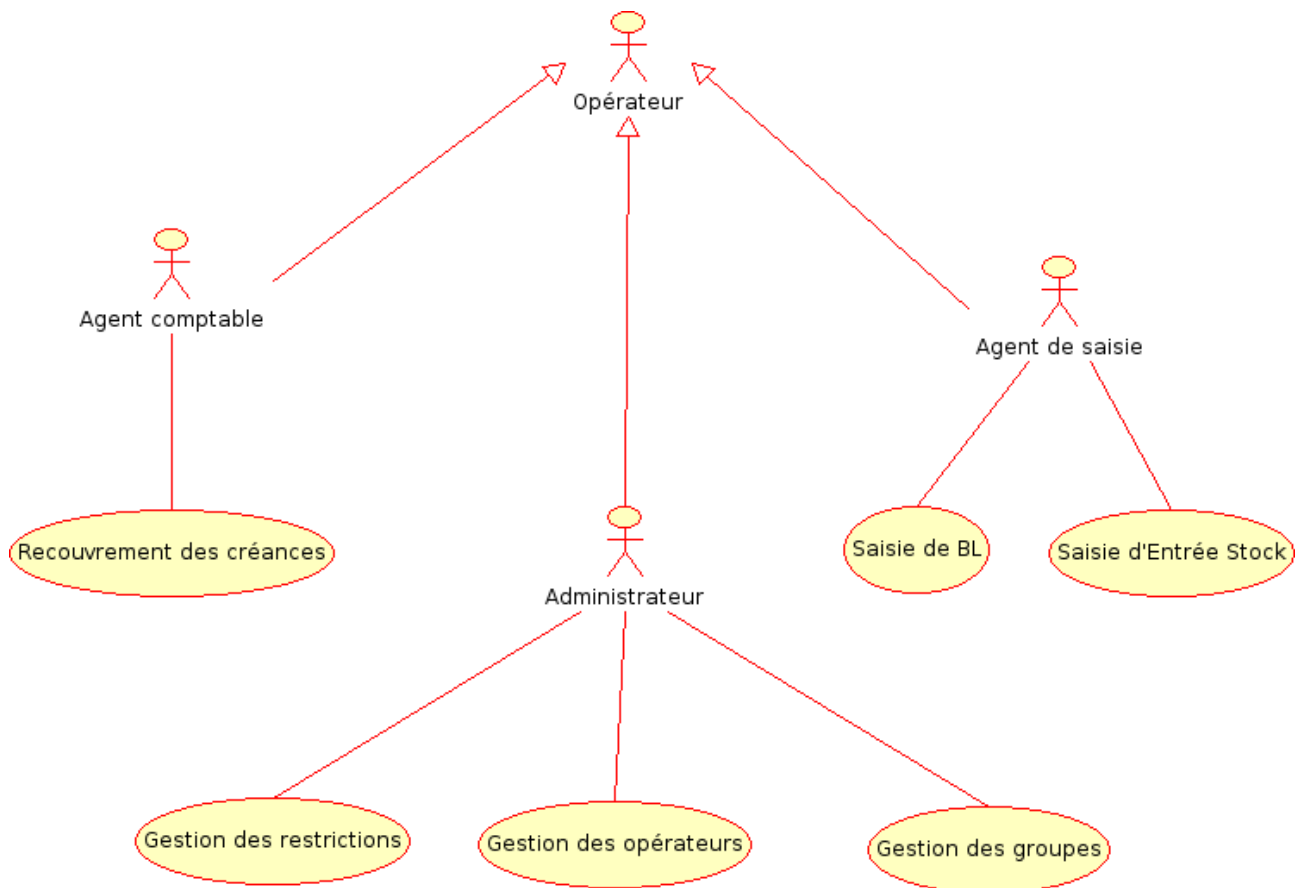 Opérateur
Agent comptable
Agent de saisie
Recouvrement des créances
Saisie de BL
Saisie d'Entrée Stock
Administrateur
Gestion des restrictions
Gestion des opérateurs
Gestion des groupes